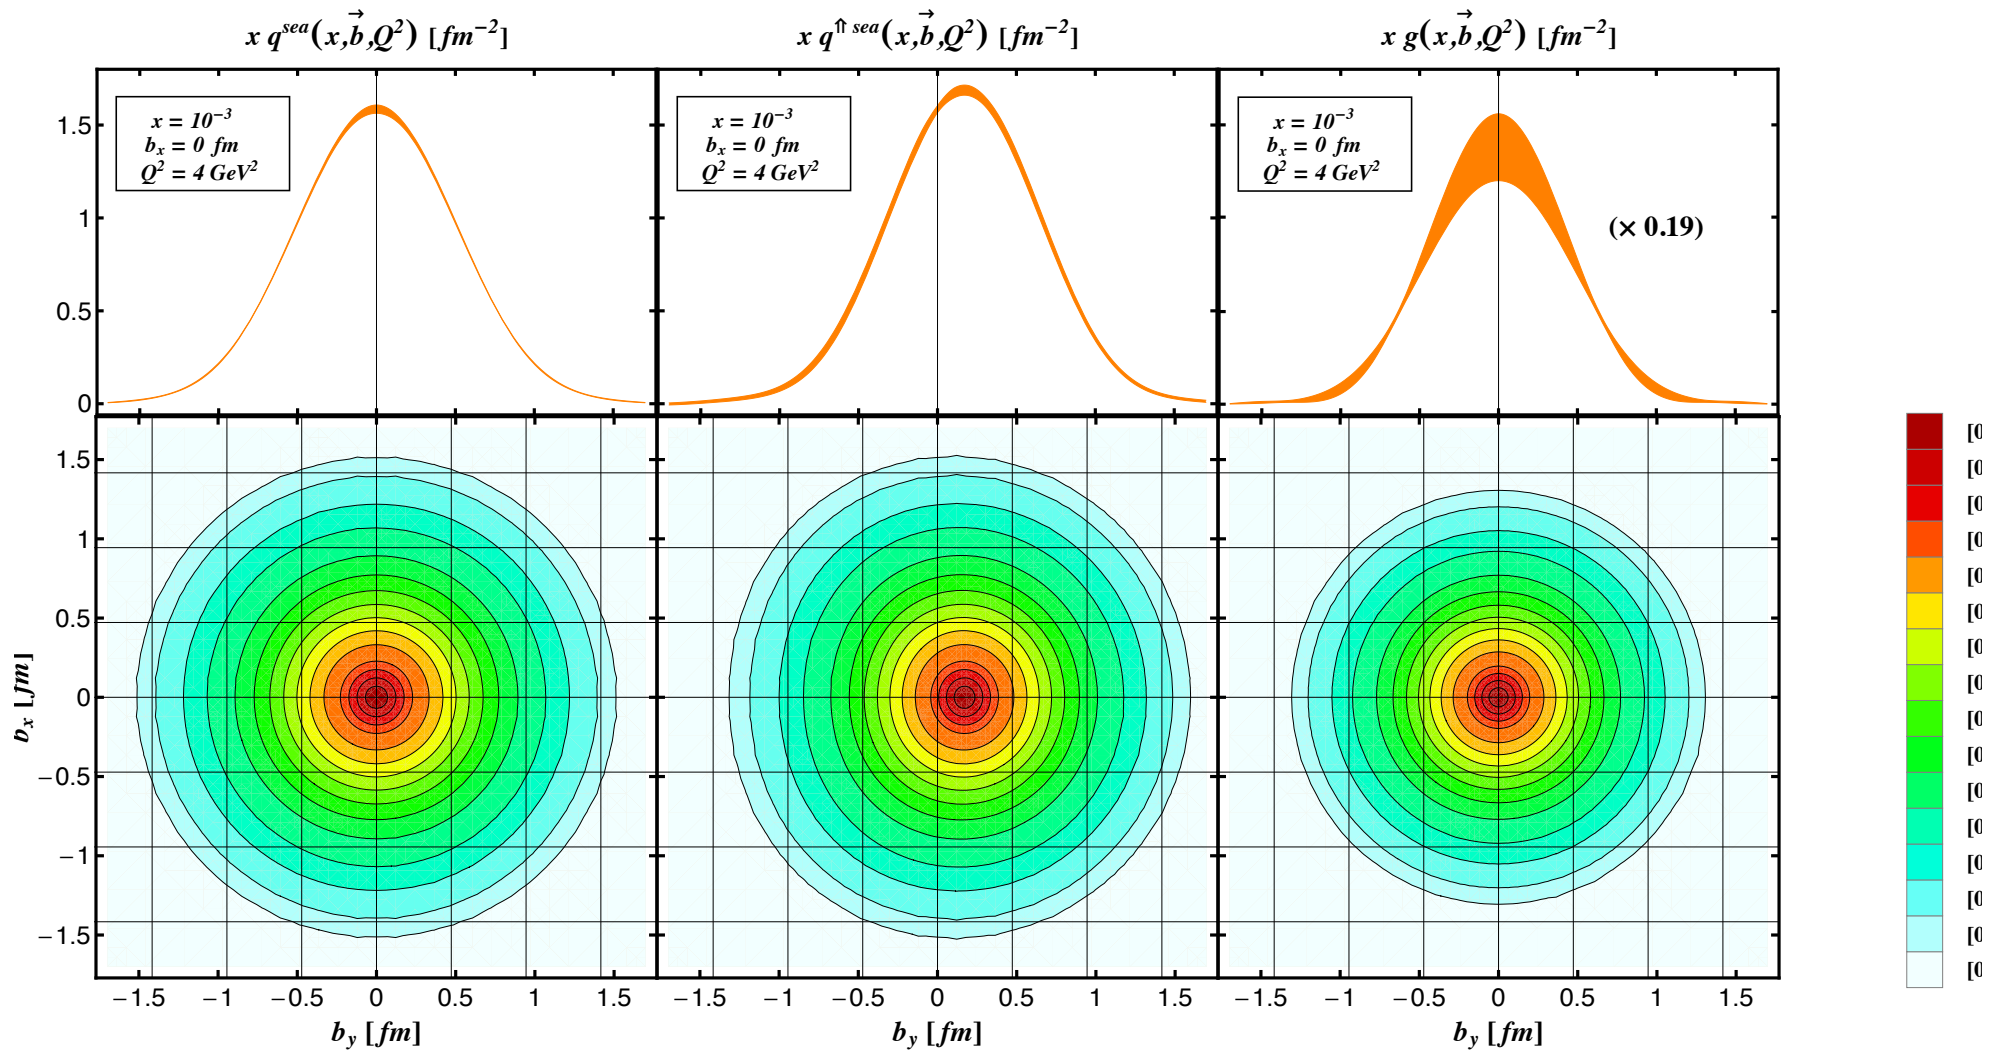 x q^sea(x,b⃗,Q²) [fm⁻²]
x q^⇑ sea(x,b⃗,Q²) [fm⁻²]
x g(x,b⃗,Q²) [fm⁻²]
x = 10⁻³
bₓ = 0 fm
Q² = 4 GeV²
x = 10⁻³
bₓ = 0 fm
Q² = 4 GeV²
x = 10⁻³
bₓ = 0 fm
Q² = 4 GeV²
(× 0.19)
1.5
1
0.5
0
1.5
1
0.5
0
−0.5
−1
−1.5
bₓ [fm]
−1.5 −1 −0.5 0 0.5 1 1.5
−1.5 −1 −0.5 0 0.5 1 1.5
−1.5 −1 −0.5 0 0.5 1 1.5
b_y [fm]
b_y [fm]
b_y [fm]